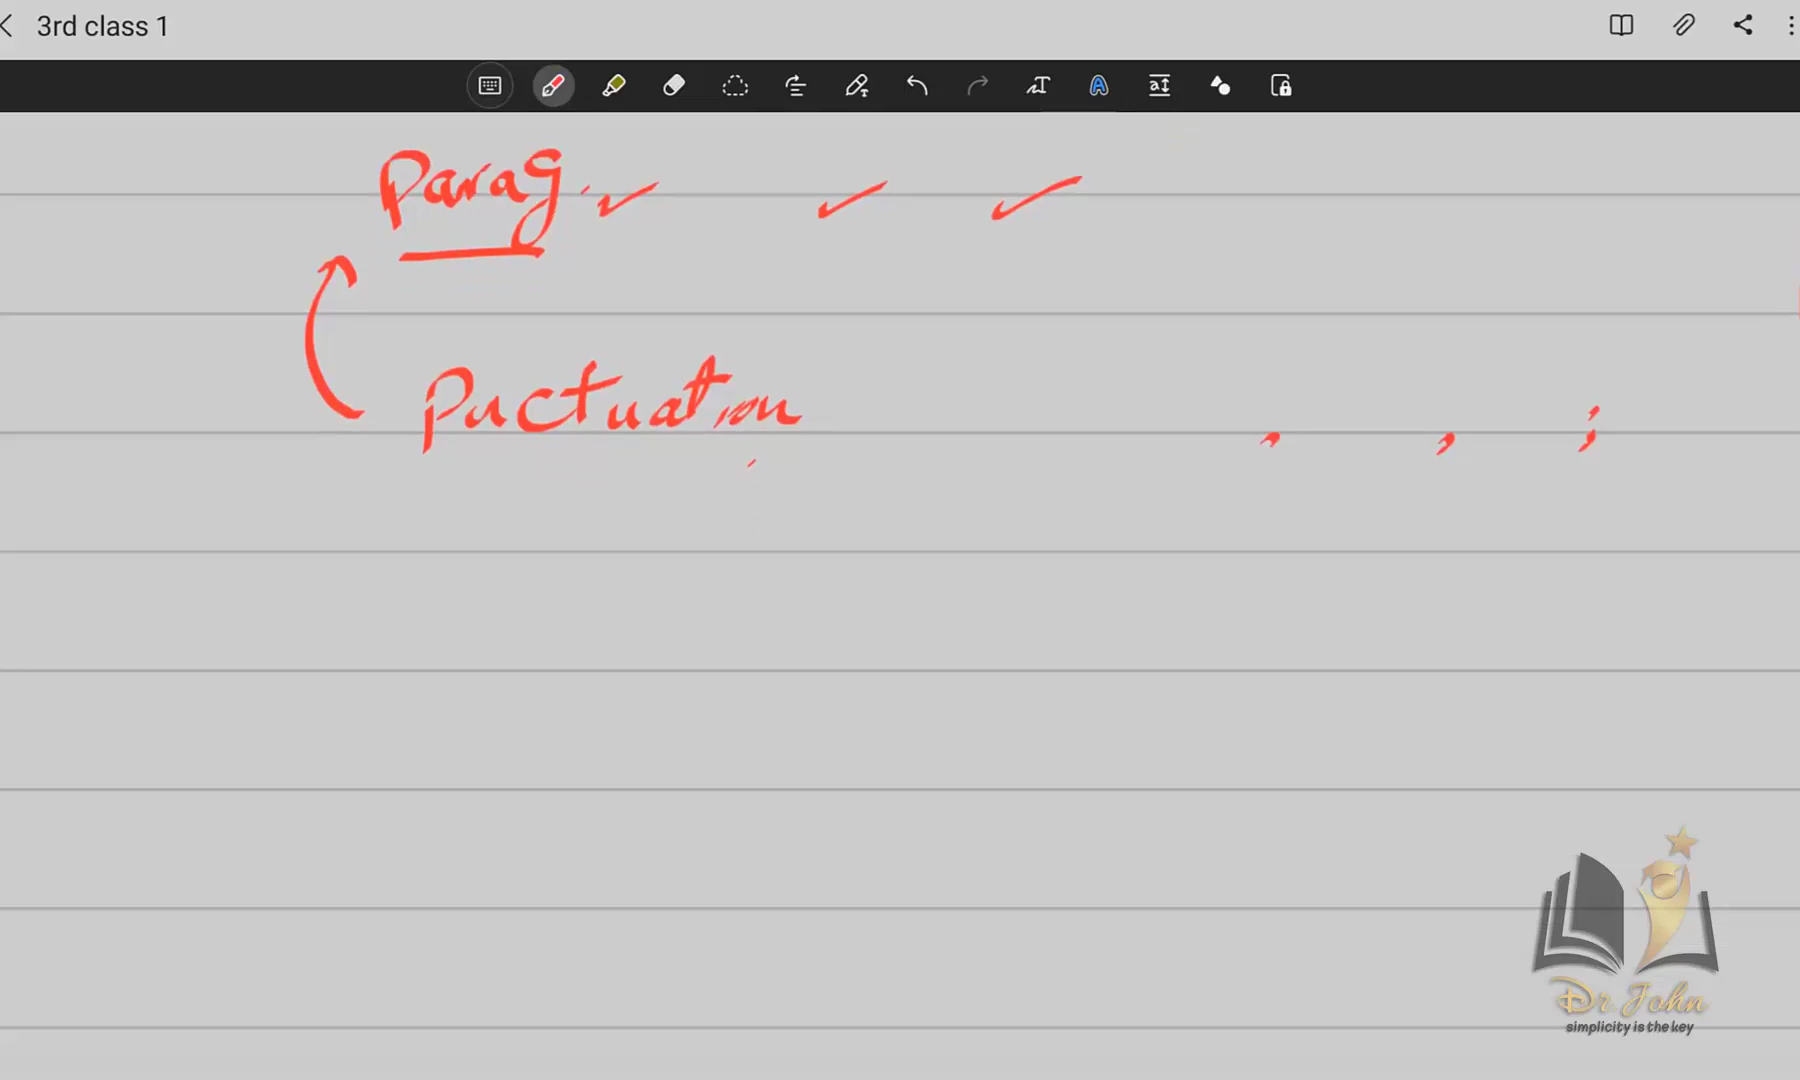 3rd class 1
Parag.
Puctuation , , ;
Dr John
simplicity is the key